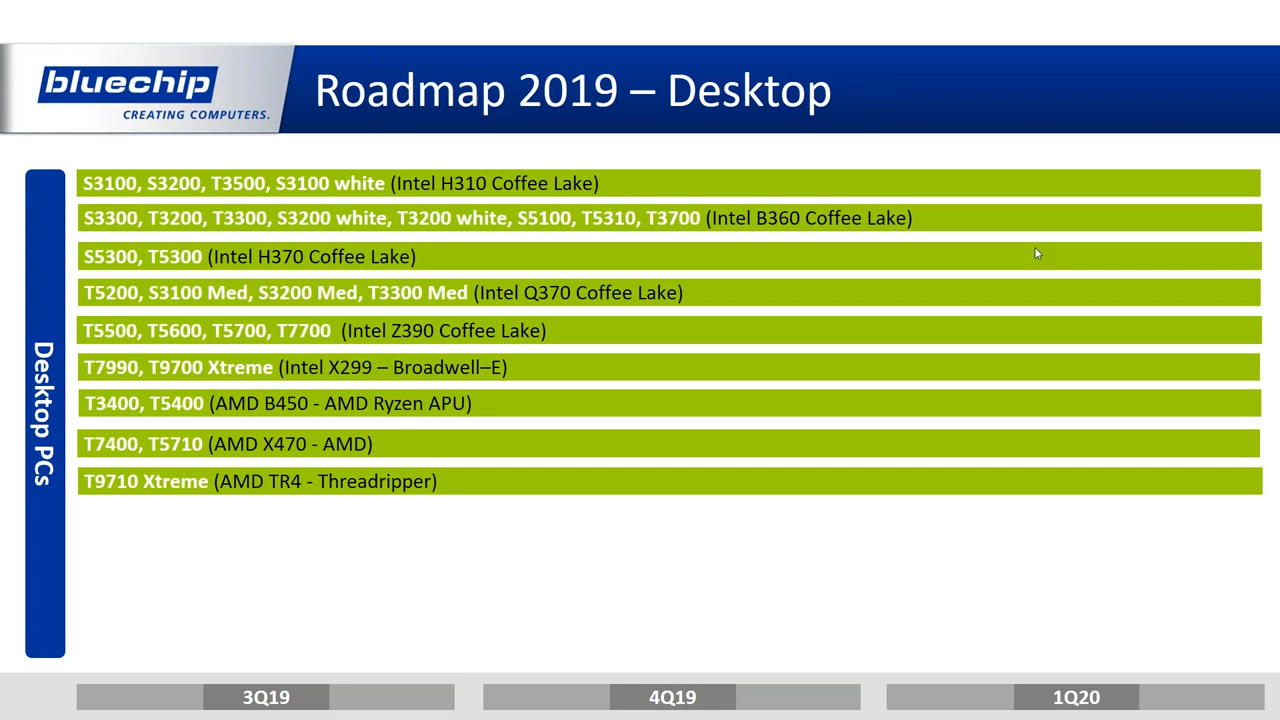 bluechip
CREATING COMPUTERS.
Roadmap 2019 – Desktop
Desktop PCs
S3100, S3200, T3500, S3100 white (Intel H310 Coffee Lake)
S3300, T3200, T3300, S3200 white, T3200 white, S5100, T5310, T3700 (Intel B360 Coffee Lake)
S5300, T5300 (Intel H370 Coffee Lake)
T5200, S3100 Med, S3200 Med, T3300 Med (Intel Q370 Coffee Lake)
T5500, T5600, T5700, T7700  (Intel Z390 Coffee Lake)
T7990, T9700 Xtreme (Intel X299 – Broadwell–E)
T3400, T5400 (AMD B450 - AMD Ryzen APU)
T7400, T5710 (AMD X470 - AMD)
T9710 Xtreme (AMD TR4 - Threadripper)
3Q19 4Q19 1Q20